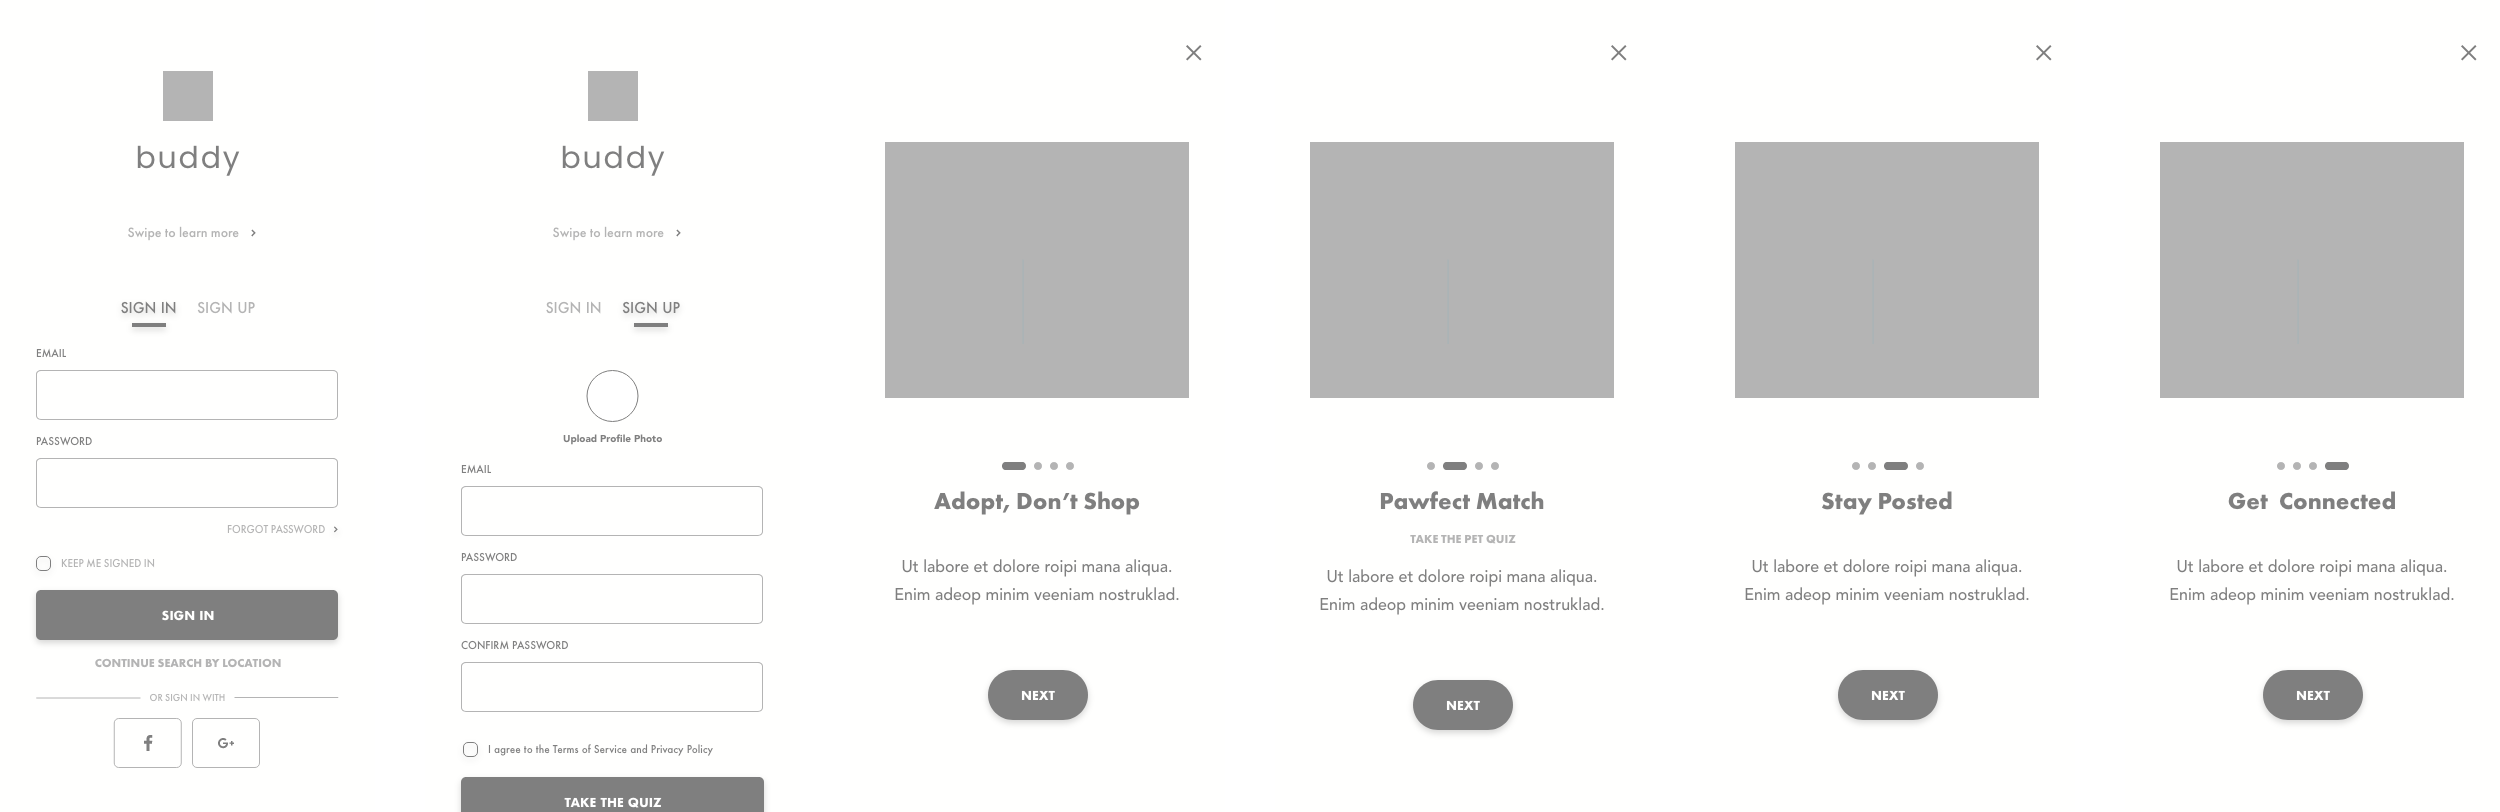 buddy
Swipe to learn more >
SIGN IN SIGN UP
EMAIL
PASSWORD
FORGOT PASSWORD >
KEEP ME SIGNED IN
SIGN IN
CONTINUE SEARCH BY LOCATION
OR SIGN IN WITH
f G+
buddy
Swipe to learn more >
SIGN IN SIGN UP
Upload Profile Photo
EMAIL
PASSWORD
CONFIRM PASSWORD
I agree to the Terms of Service and Privacy Policy
TAKE THE QUIZ
Adopt, Don’t Shop
Ut labore et dolore roipi mana aliqua.
Enim adeop minim veeniam nostruklad.
NEXT
Pawfect Match
TAKE THE PET QUIZ
Ut labore et dolore roipi mana aliqua.
Enim adeop minim veeniam nostruklad.
NEXT
Stay Posted
Ut labore et dolore roipi mana aliqua.
Enim adeop minim veeniam nostruklad.
NEXT
Get Connected
Ut labore et dolore roipi mana aliqua.
Enim adeop minim veeniam nostruklad.
NEXT